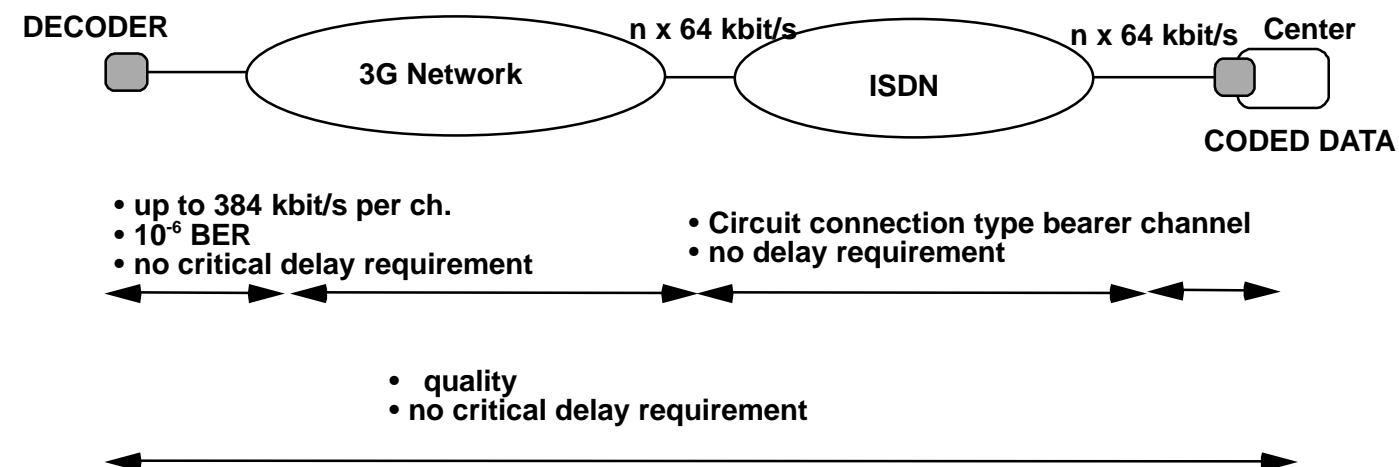 DECODER
n x 64 kbit/s
n x 64 kbit/s
Center
3G Network
ISDN
CODED DATA
• up to 384 kbit/s per ch.
• 10⁻⁶ BER
• no critical delay requirement
• Circuit connection type bearer channel
• no delay requirement
• quality
• no critical delay requirement